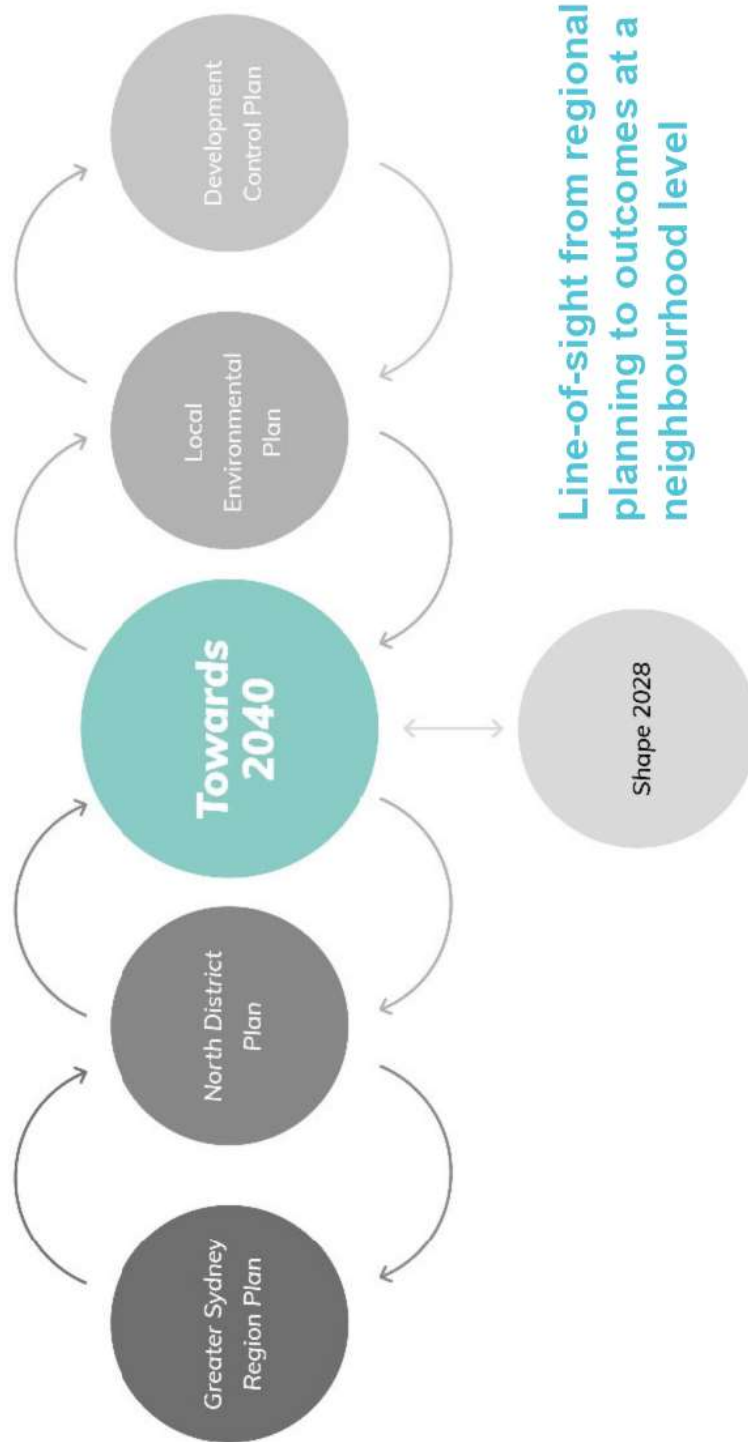 Greater Sydney
Region Plan
North District
Plan
Towards
2040
Local
Environmental
Plan
Development
Control Plan
Shape 2028
Line-of-sight from regional
planning to outcomes at a
neighbourhood level